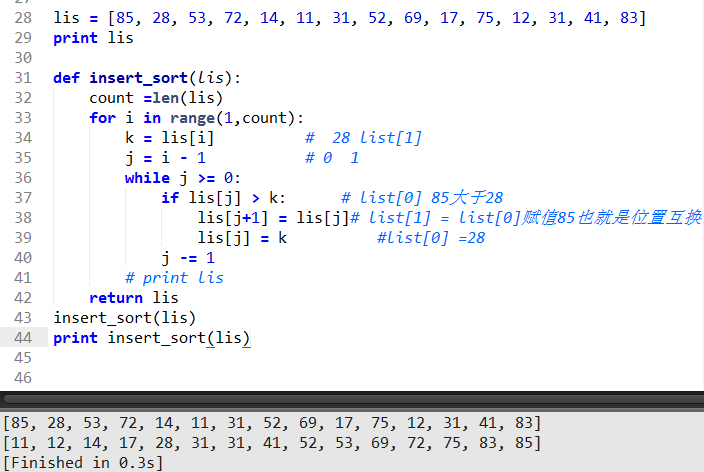 27
28 lis = [85, 28, 53, 72, 14, 11, 31, 52, 69, 17, 75, 12, 31, 41, 83]
29 print lis
30
31 def insert_sort(lis):
32     count =len(lis)
33     for i in range(1,count):
34         k = lis[i]          #  28 list[1]
35         j = i - 1           # 0  1
36         while j >= 0:
37             if lis[j] > k:      # list[0] 85大于28
38                 lis[j+1] = lis[j]# list[1] = list[0]赋值85也就是位置互换
39                 lis[j] = k          #list[0] =28
40             j -= 1
41         # print lis
42     return lis
43 insert_sort(lis)
44 print insert_sort(lis)
45
46
[85, 28, 53, 72, 14, 11, 31, 52, 69, 17, 75, 12, 31, 41, 83]
[11, 12, 14, 17, 28, 31, 31, 41, 52, 53, 69, 72, 75, 83, 85]
[Finished in 0.3s]